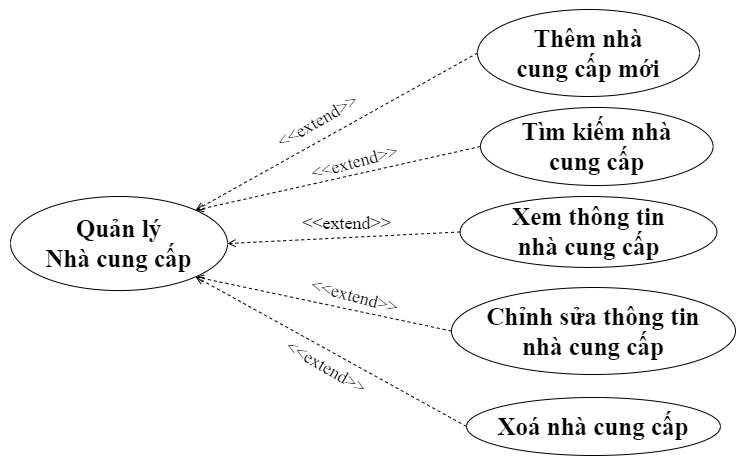 Thêm nhà
cung cấp mới
<<extend>>
Tìm kiếm nhà
cung cấp
<<extend>>
Quản lý
Nhà cung cấp
<<extend>>
Xem thông tin
nhà cung cấp
<<extend>>
Chỉnh sửa thông tin
nhà cung cấp
<<extend>>
Xoá nhà cung cấp